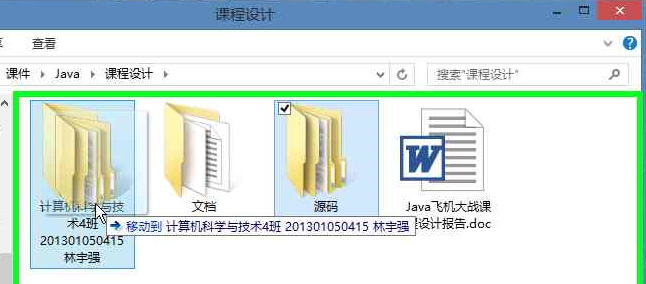 课程设计
查看
课件 Java 课程设计
搜索"课程设计"
计算机科学与技
术4班
201301050415
林宇强
文档
源码
Java飞机大战课
程设计报告.doc
移动到 计算机科学与技术4班 201301050415 林宇强